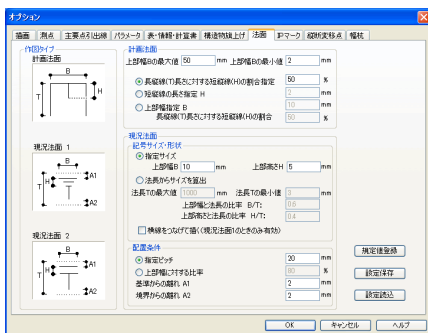 オプション
描画 測点 主要点引出線 パラメータ 表・情報・計算書 構造物旗上げ 法面 IPマーク 縦断変移点 幅杭
作図タイプ
計画法面
B
T
H
現況法面 1
B
T
H
A1
A2
現況法面 2
B
T
H
A1
A2
計画法面
上部幅Bの最大値 50 mm 上部幅Bの最小値 2 mm
長縦線(T)長さに対する短縦線(H)の割合指定 50 %
短縦線の長さ指定 H 2 mm
上部幅指定 B 10 mm
長縦線(T)長さに対する短縦線(H)の割合 50 %
現況法面
記号サイズ・形状
指定サイズ
上部幅B 10 mm 上部高さH 5 mm
法長からサイズを算出
法長Tの最大値 1000 mm 法長Tの最小値 3 mm
上部幅と法長の比率 B/T: 0.6
上部高さと法長の比率 H/T: 0.4
横線をつなげて描く(現況法面1のときのみ有効)
配置条件
指定ピッチ 20 mm
上部幅に対する比率 80 %
基準からの離れ A1 2 mm
境界からの離れ A2 2 mm
規定値登録
設定保存
設定読込
OK キャンセル ヘルプ